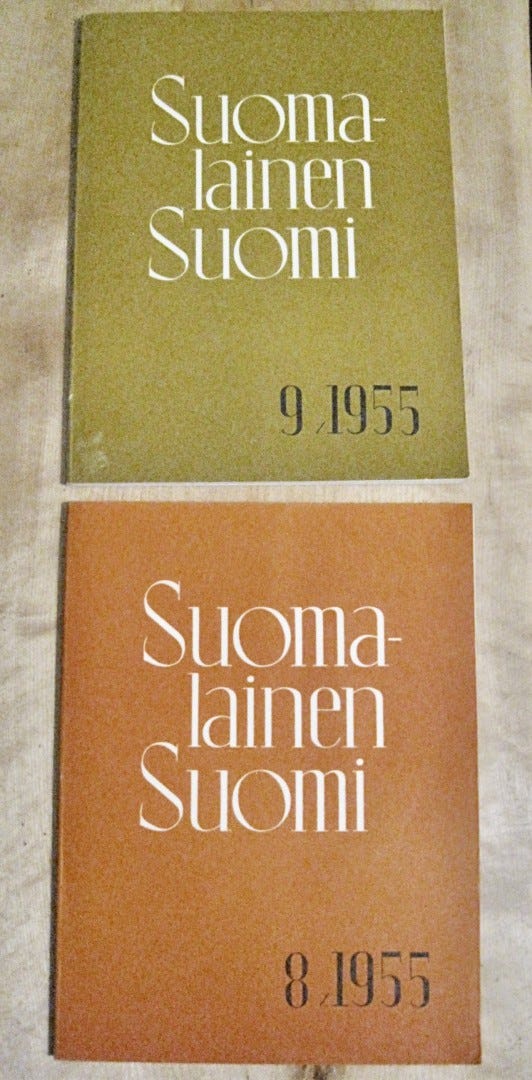 Suoma-
lainen
Suomi
9/1955
Suoma-
lainen
Suomi
8/1955